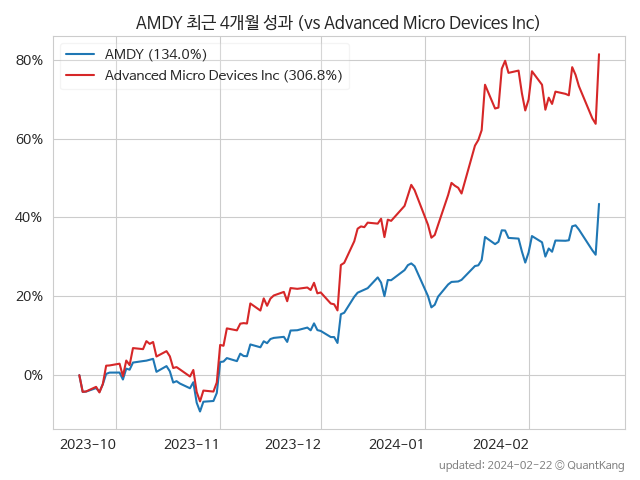 AMDY 최근 4개월 성과 (vs Advanced Micro Devices Inc)
AMDY (134.0%)
Advanced Micro Devices Inc (306.8%)
80%
60%
40%
20%
0%
2023-10 2023-11 2023-12 2024-01 2024-02
updated: 2024-02-22 © QuantKang